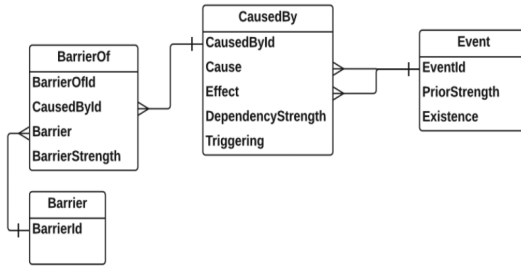 BarrierOf
BarrierOfId
CausedById
Barrier
BarrierStrength
Barrier
BarrierId
CausedBy
CausedById
Cause
Effect
DependencyStrength
Triggering
Event
EventId
PriorStrength
Existence